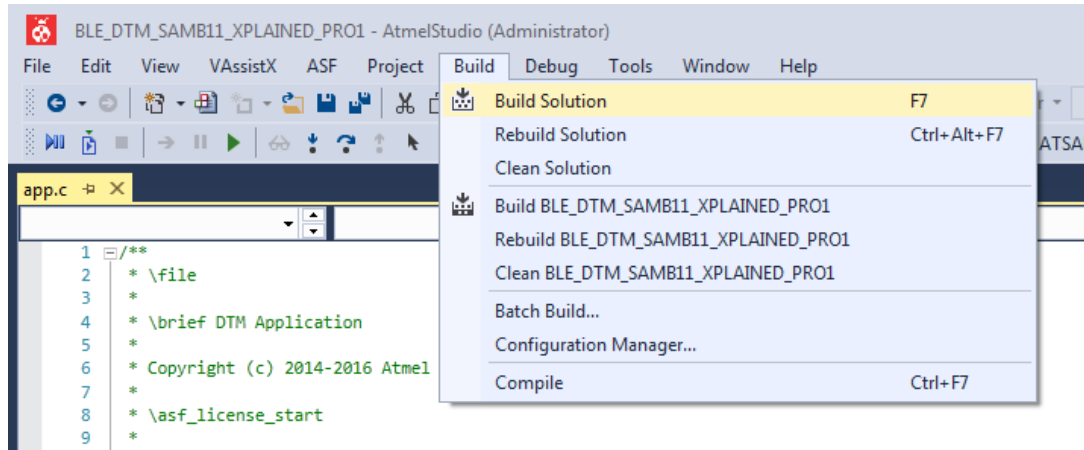 BLE_DTM_SAMB11_XPLAINED_PRO1 - AtmelStudio (Administrator)
File Edit View VAssistX ASF Project Build Debug Tools Window Help
Build Solution F7
Rebuild Solution Ctrl+Alt+F7
Clean Solution
ATSA
Build BLE_DTM_SAMB11_XPLAINED_PRO1
Rebuild BLE_DTM_SAMB11_XPLAINED_PRO1
Clean BLE_DTM_SAMB11_XPLAINED_PRO1
Batch Build...
Configuration Manager...
Compile Ctrl+F7
app.c
1 /**
2 * \file
3 *
4 * \brief DTM Application
5 *
6 * Copyright (c) 2014-2016 Atmel
7 *
8 * \asf_license_start
9 *